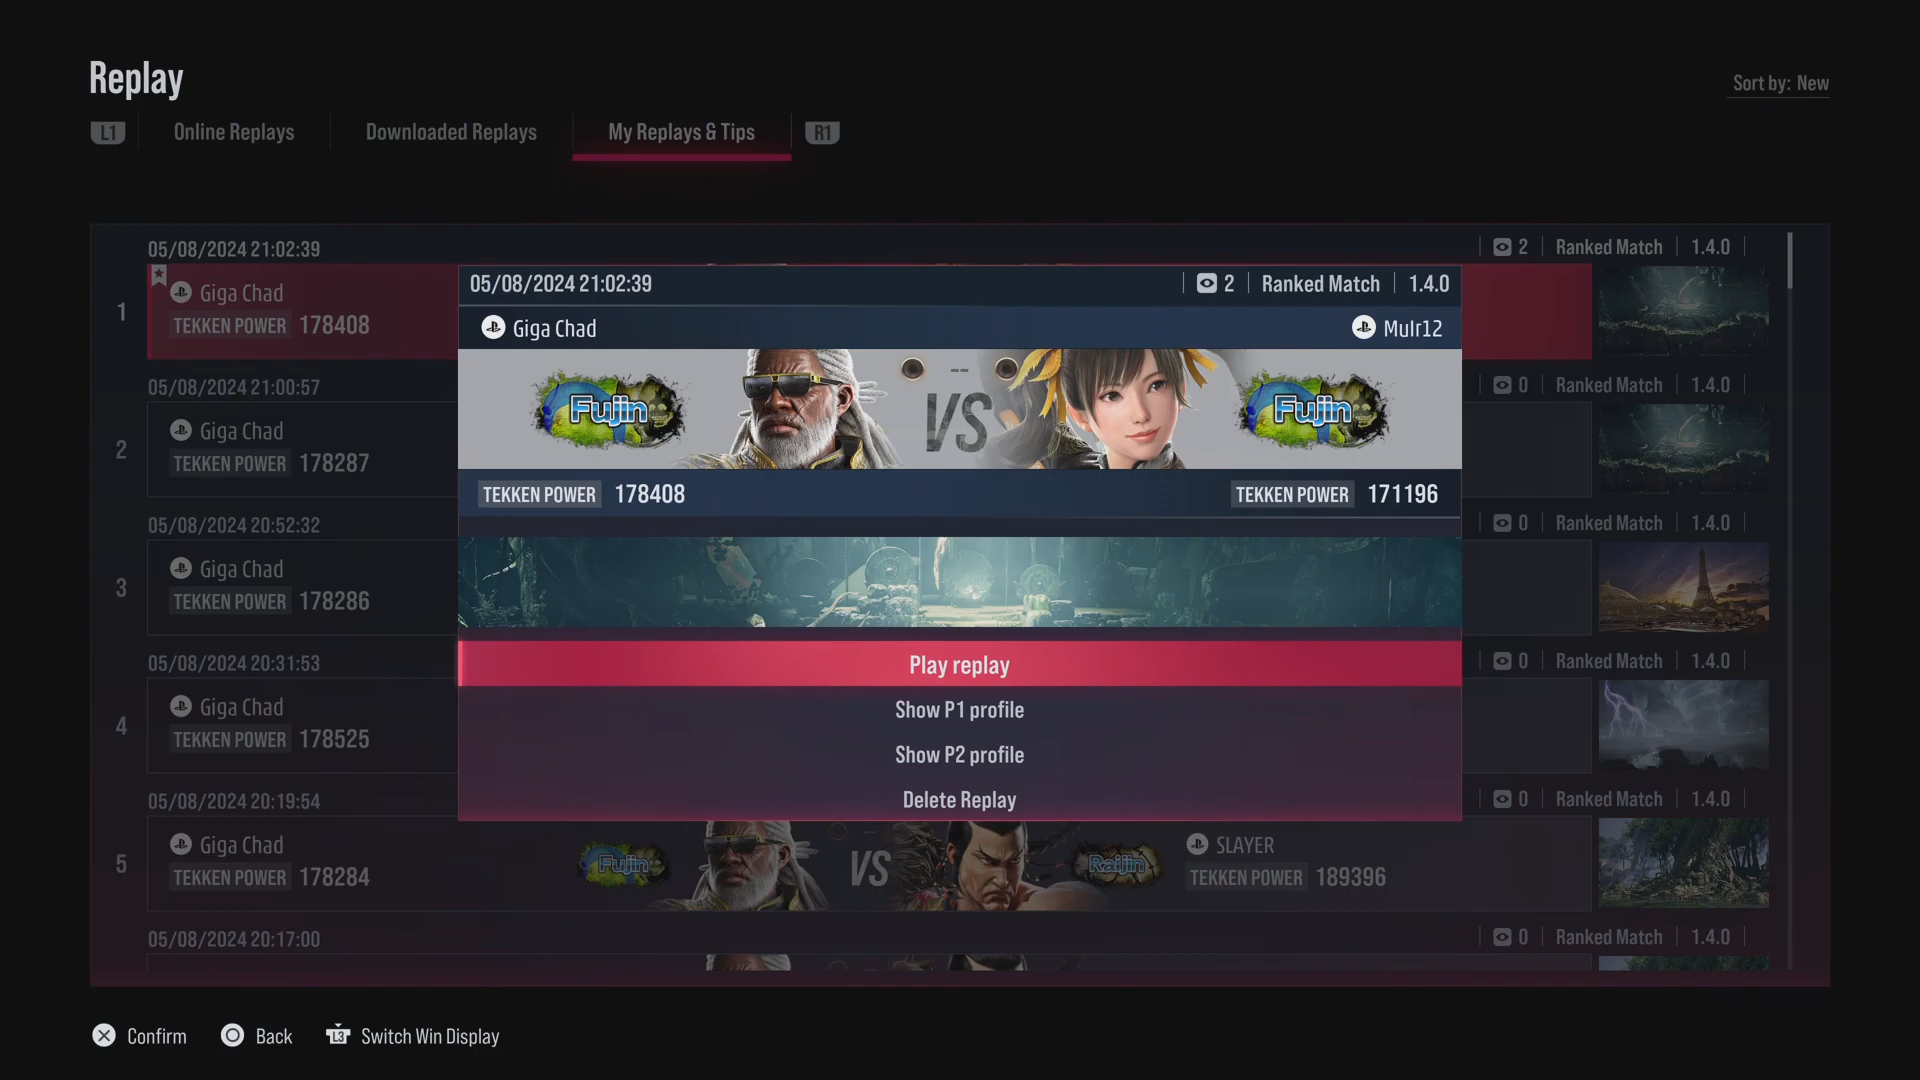 Replay
Sort by: New
L1 Online Replays Downloaded Replays My Replays & Tips R1
05/08/2024 21:02:39 2 Ranked Match 1.4.0
1 Giga Chad
TEKKEN POWER 178408
05/08/2024 21:02:39 2 Ranked Match 1.4.0
Giga Chad MuIr12
Fujin -- VS Fujin
TEKKEN POWER 178408 TEKKEN POWER 171196
Play replay
Show P1 profile
Show P2 profile
Delete Replay
05/08/2024 21:00:57 0 Ranked Match 1.4.0
2 Giga Chad
TEKKEN POWER 178287
05/08/2024 20:52:32 0 Ranked Match 1.4.0
3 Giga Chad
TEKKEN POWER 178286
05/08/2024 20:31:53 0 Ranked Match 1.4.0
4 Giga Chad
TEKKEN POWER 178525
05/08/2024 20:19:54 0 Ranked Match 1.4.0
5 Giga Chad Fujin VS Raijin SLAYER
TEKKEN POWER 178284 TEKKEN POWER 189396
05/08/2024 20:17:00 0 Ranked Match 1.4.0
Confirm Back L3 Switch Win Display